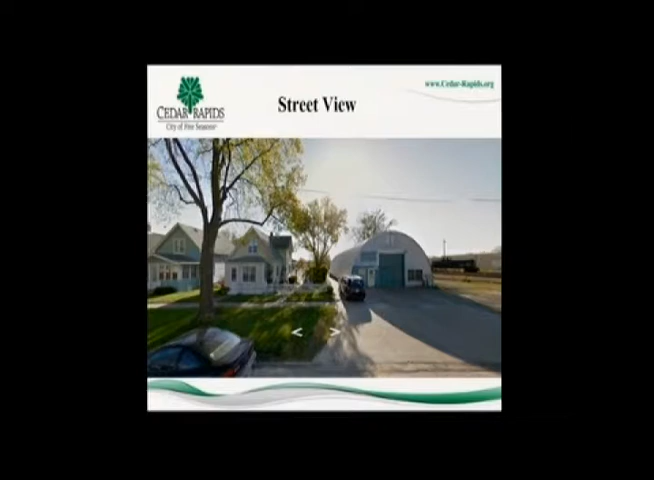 www.Cedar-Rapids.org
CEDAR RAPIDS
City of Five Seasons
Street View